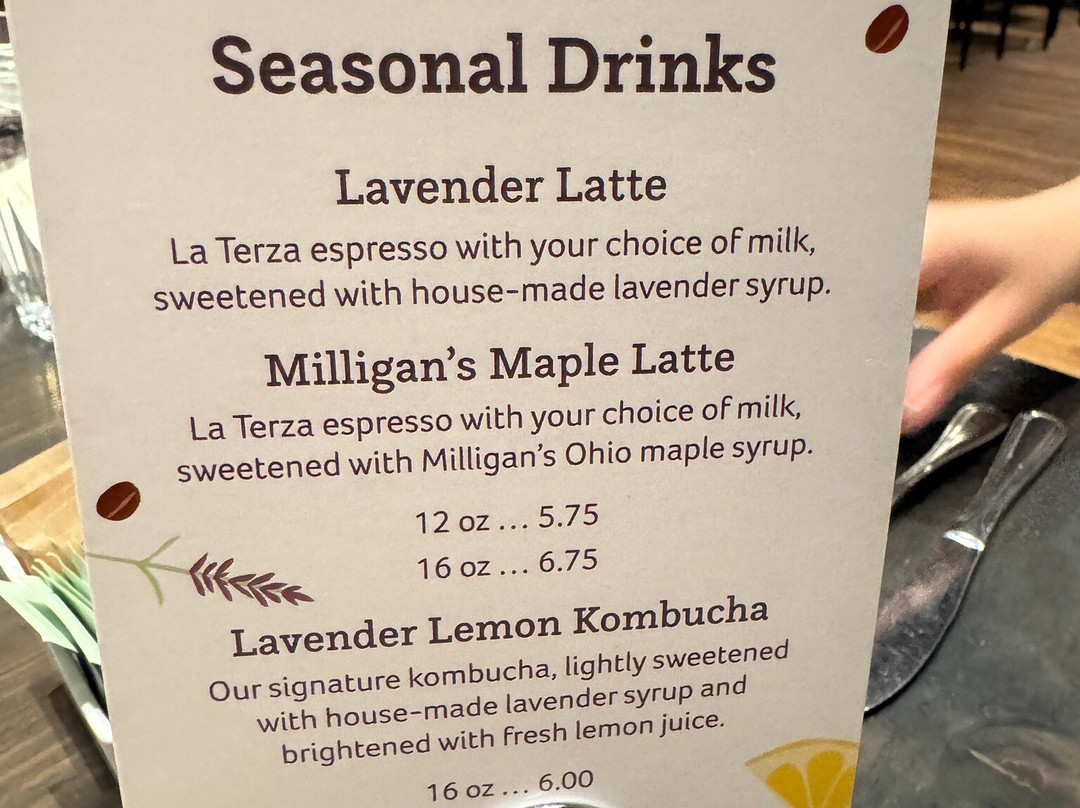 Seasonal Drinks
Lavender Latte
La Terza espresso with your choice of milk,
sweetened with house-made lavender syrup.
Milligan's Maple Latte
La Terza espresso with your choice of milk,
sweetened with Milligan's Ohio maple syrup.
12 oz ... 5.75
16 oz ... 6.75
Lavender Lemon Kombucha
Our signature kombucha, lightly sweetened
with house-made lavender syrup and
brightened with fresh lemon juice.
16 oz ... 6.00